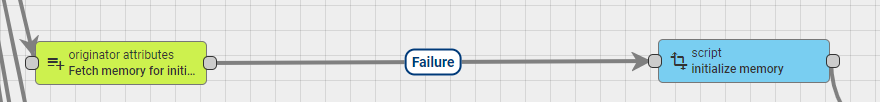 originator attributes
Fetch memory for initi...
Failure
script
initialize memory